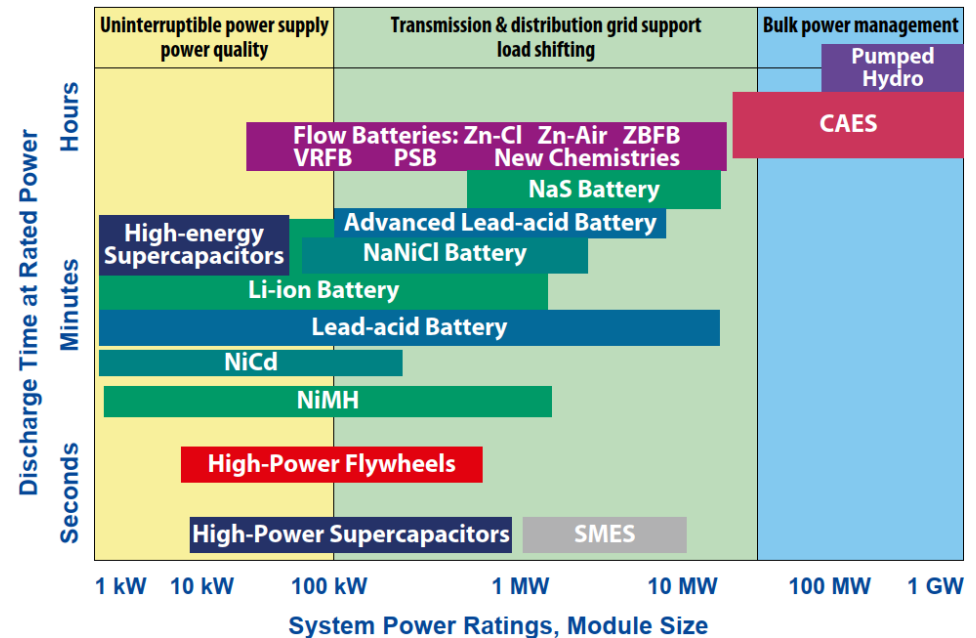 Uninterruptible power supply
power quality
Transmission & distribution grid support
load shifting
Bulk power management
Pumped
Hydro
CAES
Flow Batteries: Zn-Cl Zn-Air ZBFB
VRFB PSB New Chemistries
NaS Battery
Advanced Lead-acid Battery
High-energy
Supercapacitors
NaNiCl Battery
Li-ion Battery
Lead-acid Battery
NiCd
NiMH
High-Power Flywheels
High-Power Supercapacitors
SMES
Discharge Time at Rated Power
Hours
Minutes
Seconds
1 kW 10 kW 100 kW 1 MW 10 MW 100 MW 1 GW
System Power Ratings, Module Size